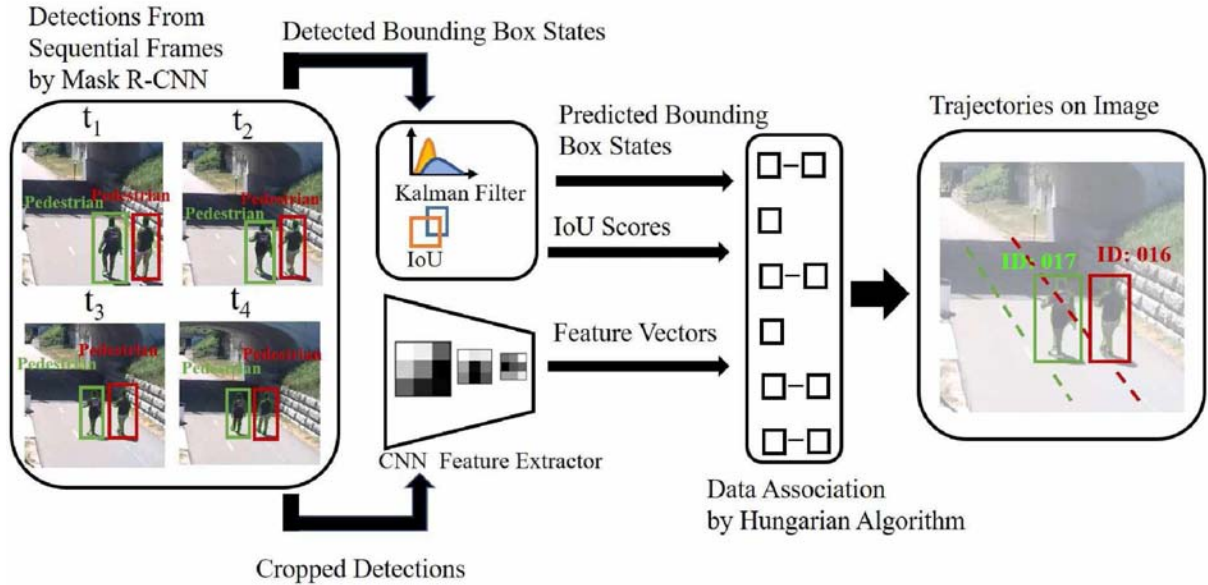 Detections From
Sequential Frames
by Mask R-CNN
Detected Bounding Box States
t₁
t₂
Pedestrian
Pedestrian
Pedestrian
Pedestrian
t₃
t₄
Pedestrian
Pedestrian
Pedestrian
Pedestrian
Kalman Filter
IoU
CNN Feature Extractor
Cropped Detections
Predicted Bounding
Box States
IoU Scores
Feature Vectors
Data Association
by Hungarian Algorithm
Trajectories on Image
ID: 017
ID: 016